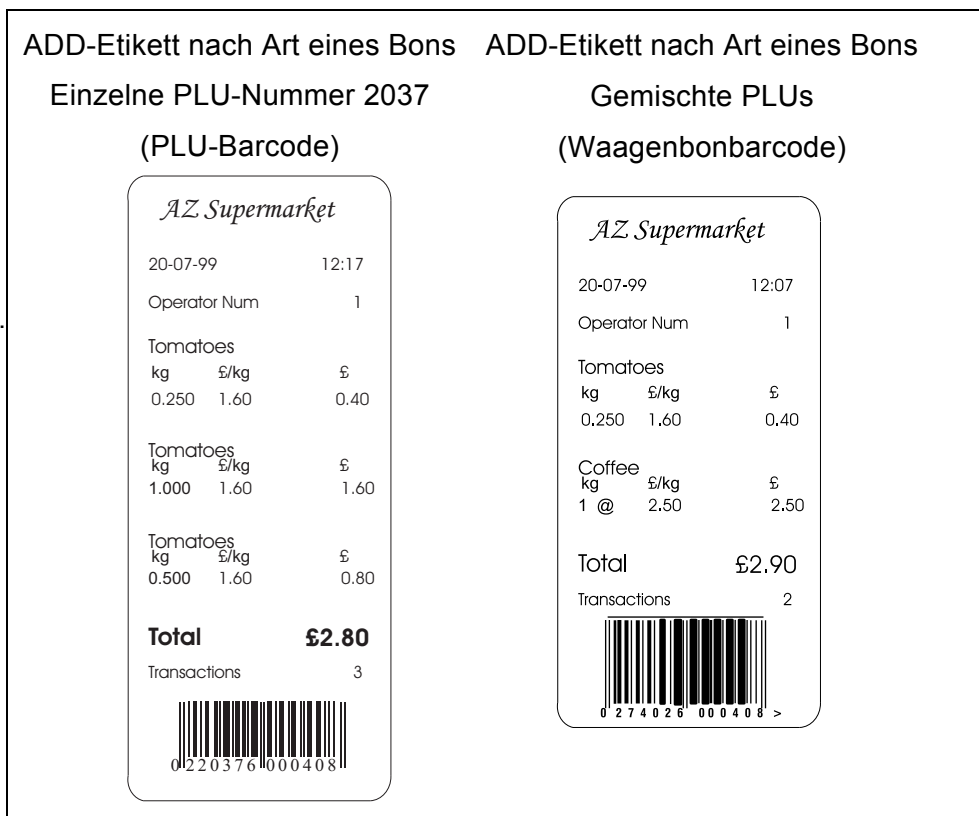 ADD-Etikett nach Art eines Bons
Einzelne PLU-Nummer 2037
(PLU-Barcode)
AZ Supermarket
20-07-99 12:17
Operator Num 1
Tomatoes
kg £/kg £
0.250 1.60 0.40
Tomatoes
kg £/kg £
1.000 1.60 1.60
Tomatoes
kg £/kg £
0.500 1.60 0.80
Total £2.80
Transactions 3
0220376000408
ADD-Etikett nach Art eines Bons
Gemischte PLUs
(Waagenbonbarcode)
AZ Supermarket
20-07-99 12:07
Operator Num 1
Tomatoes
kg £/kg £
0.250 1.60 0.40
Coffee
kg £/kg £
1 @ 2.50 2.50
Total £2.90
Transactions 2
0 274026 000408 >